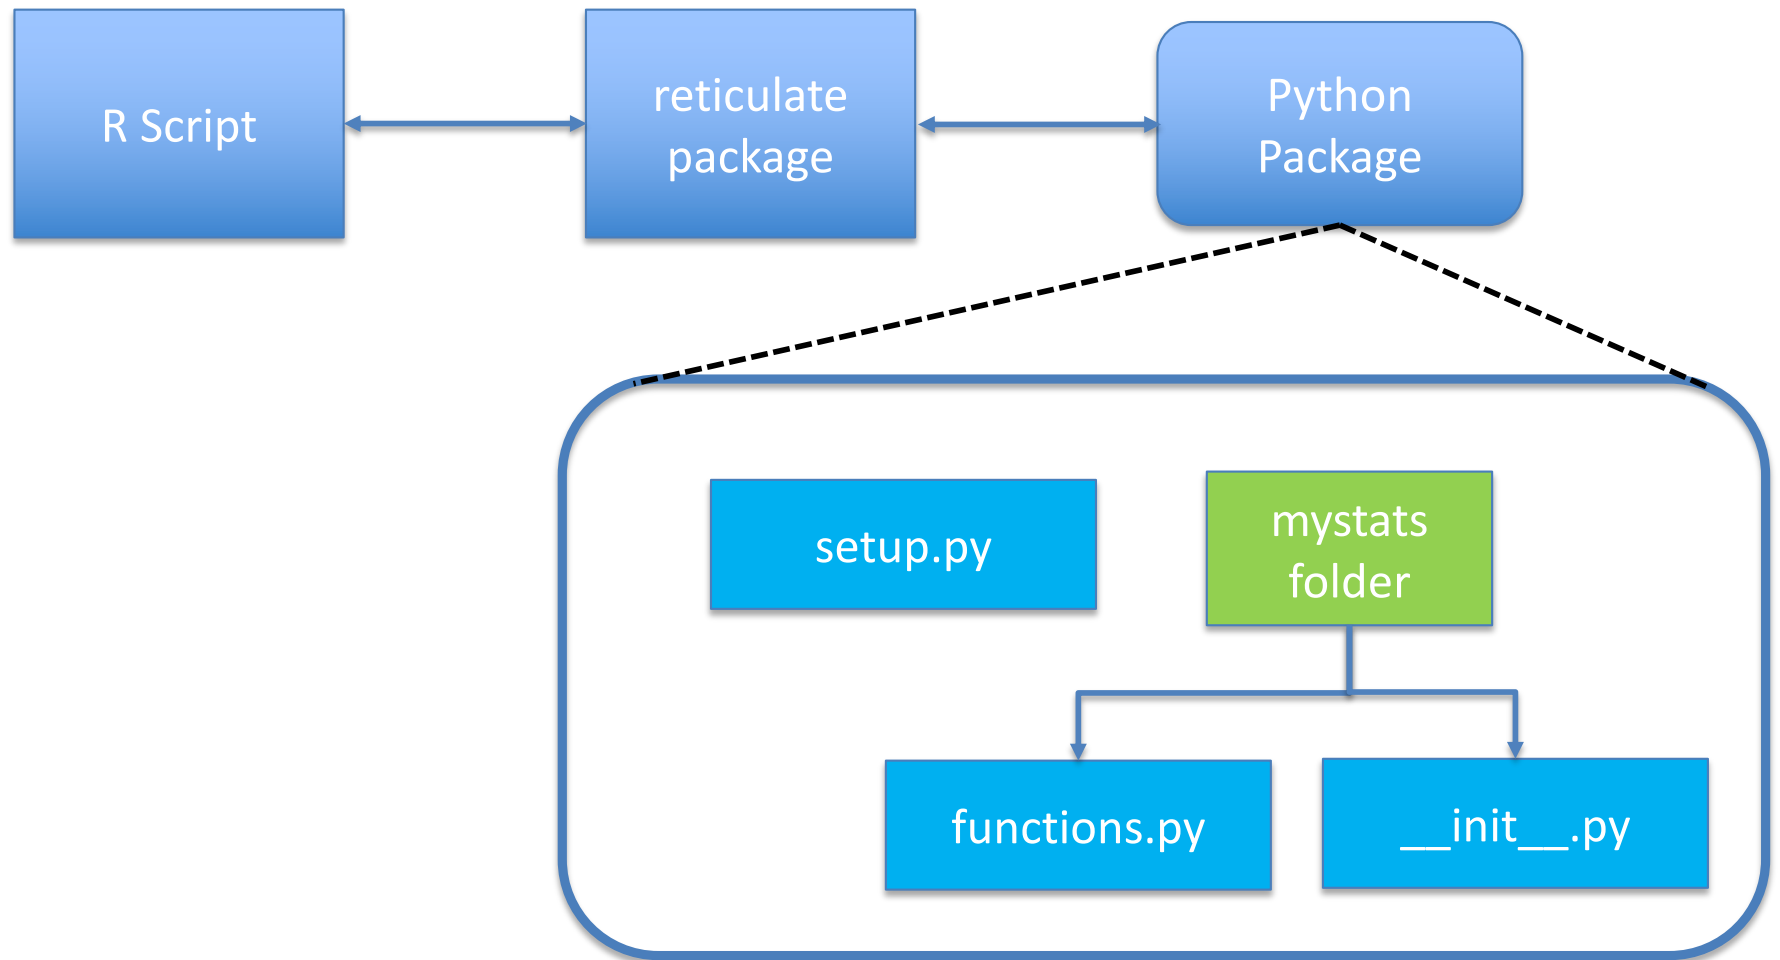 R Script
reticulate
package
Python
Package
setup.py
mystats
folder
functions.py
__init__.py